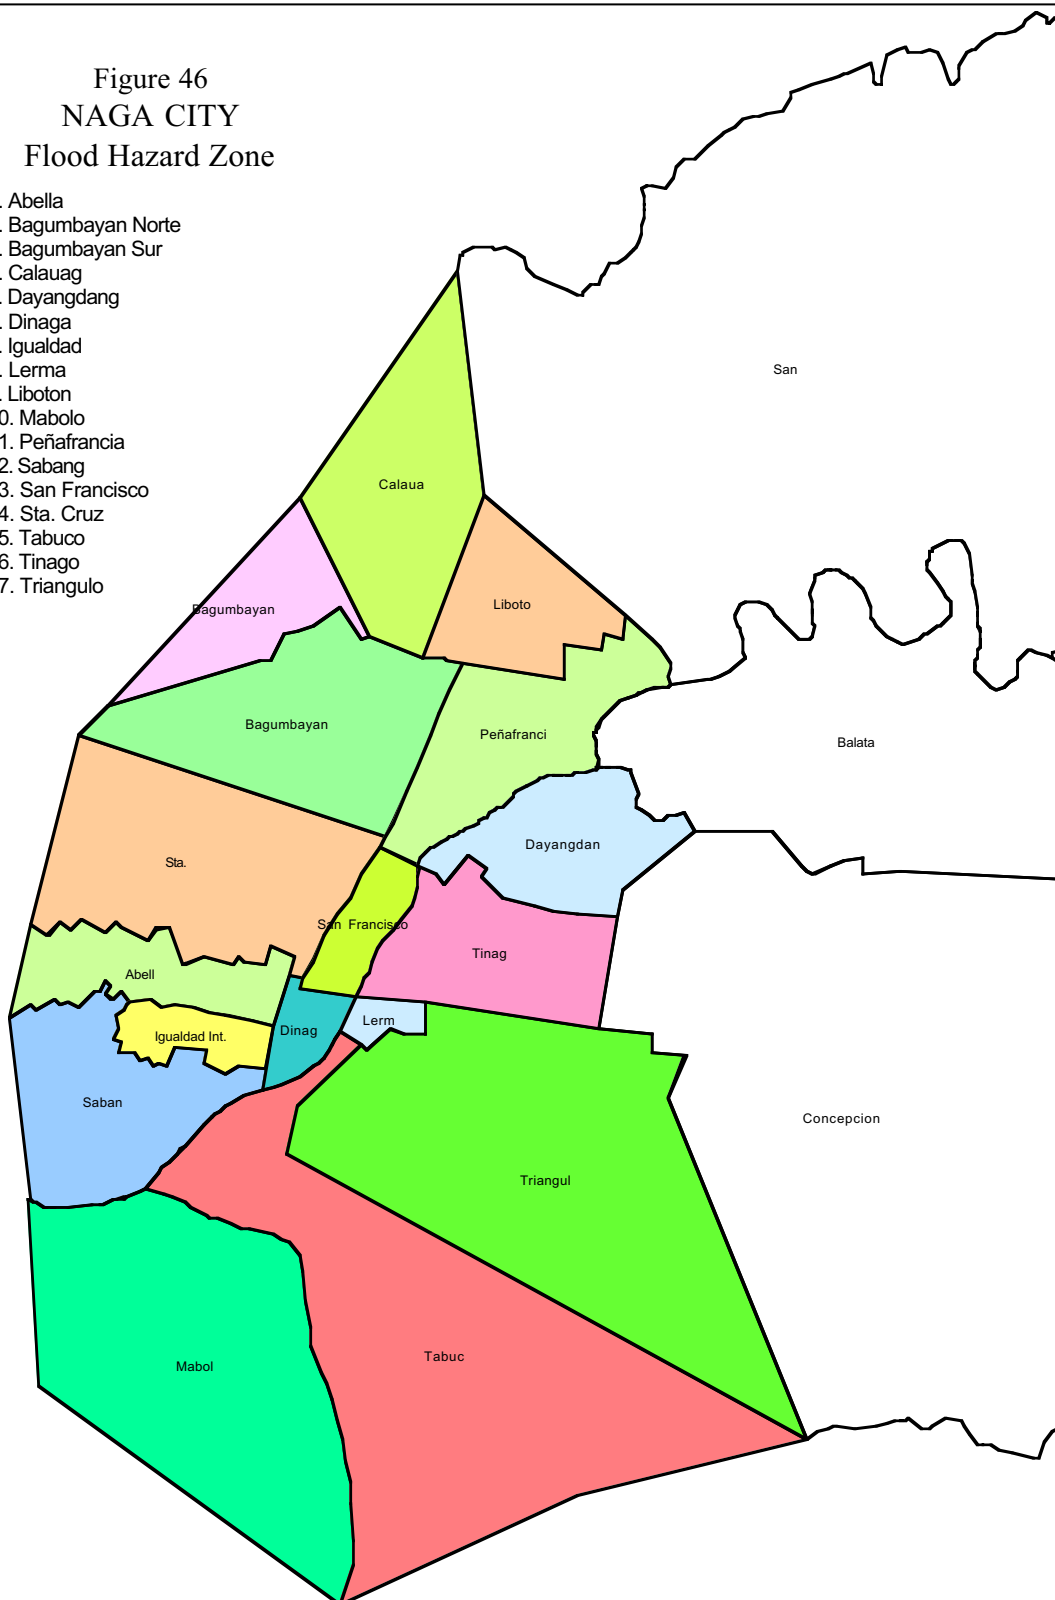 Figure 46
NAGA CITY
Flood Hazard Zone
. Abella
. Bagumbayan Norte
. Bagumbayan Sur
. Calauag
. Dayangdang
. Dinaga
. Igualdad
. Lerma
. Liboton
0. Mabolo
1. Peñafrancia
2. Sabang
3. San Francisco
4. Sta. Cruz
5. Tabuco
6. Tinago
7. Triangulo
San
Calaua
Liboto
Bagumbayan
Bagumbayan
Peñafranci
Balata
Dayangdan
Sta.
San Francisco
Tinag
Abell
Lerm
Dinag
Igualdad Int.
Saban
Concepcion
Triangul
Tabuc
Mabol